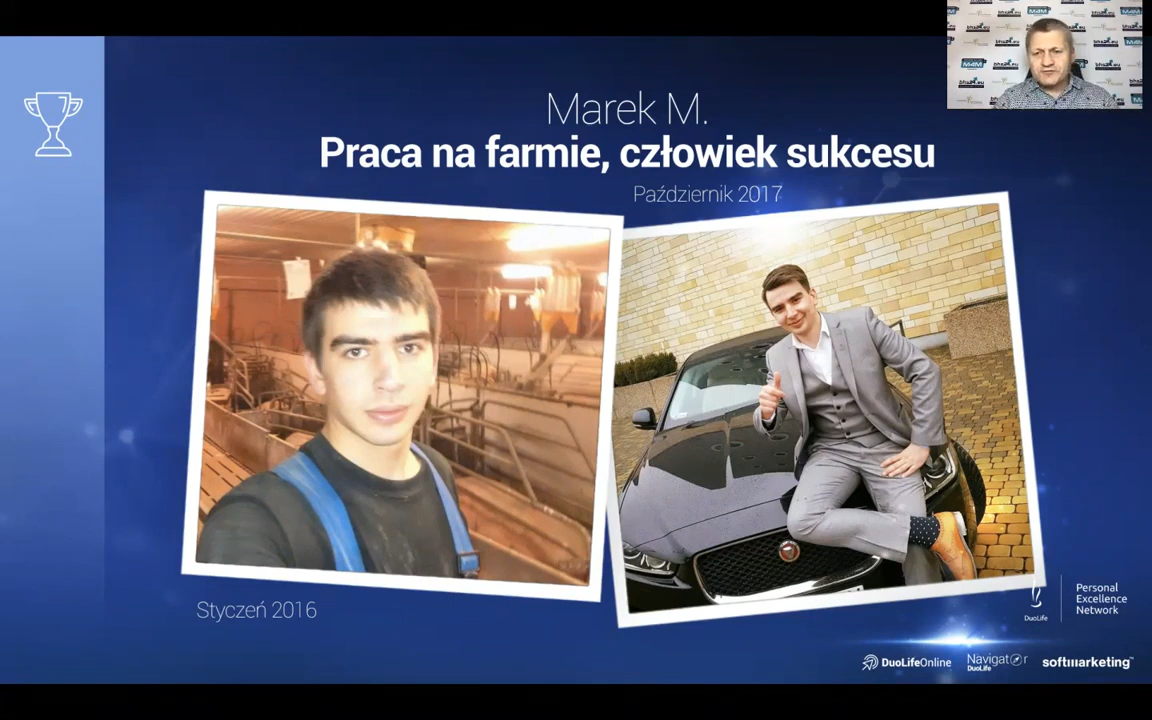 Marek M.
Praca na farmie, człowiek sukcesu
Październik 2017
Styczeń 2016
DuoLife
Personal
Excellence
Network
DuoLifeOnline
Navigator
DuoLife
softmarketing